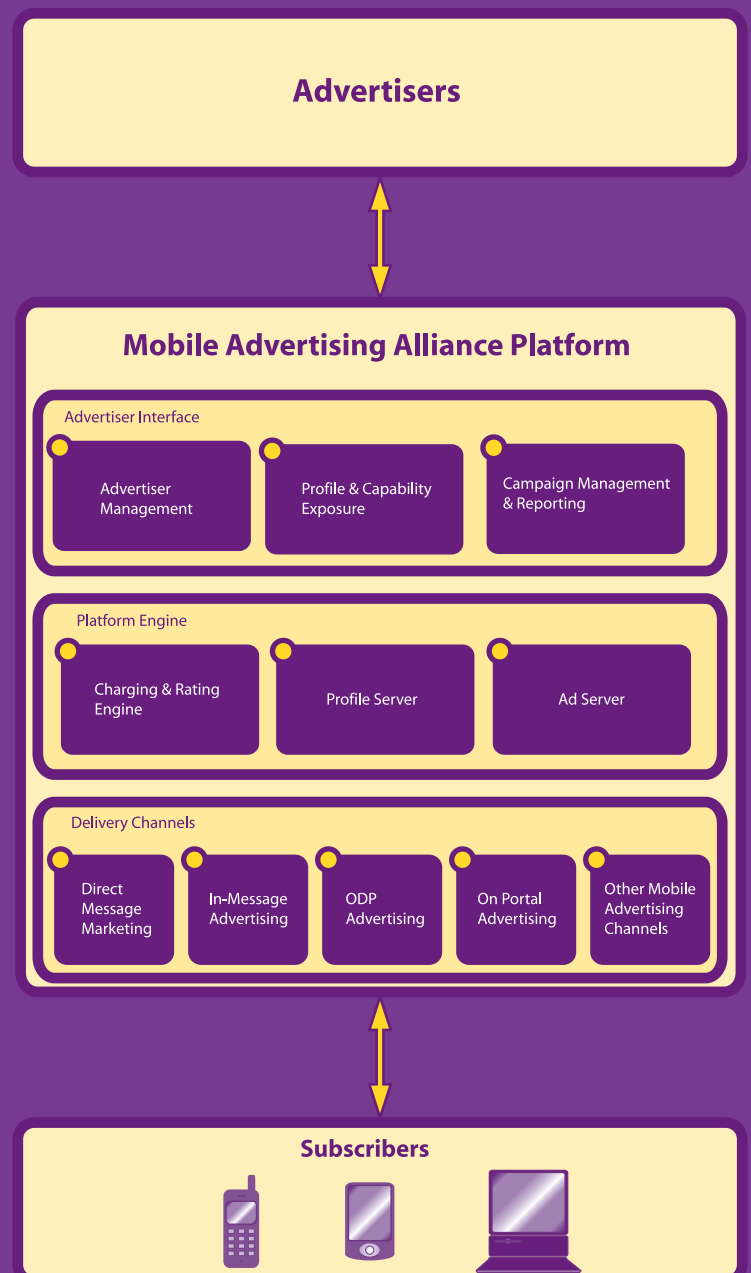 Advertisers
Mobile Advertising Alliance Platform
Advertiser Interface
Advertiser
Management
Profile & Capability
Exposure
Campaign Management
& Reporting
Platform Engine
Charging & Rating
Engine
Profile Server
Ad Server
Delivery Channels
Direct
Message
Marketing
In-Message
Advertising
ODP
Advertising
On Portal
Advertising
Other Mobile
Advertising
Channels
Subscribers